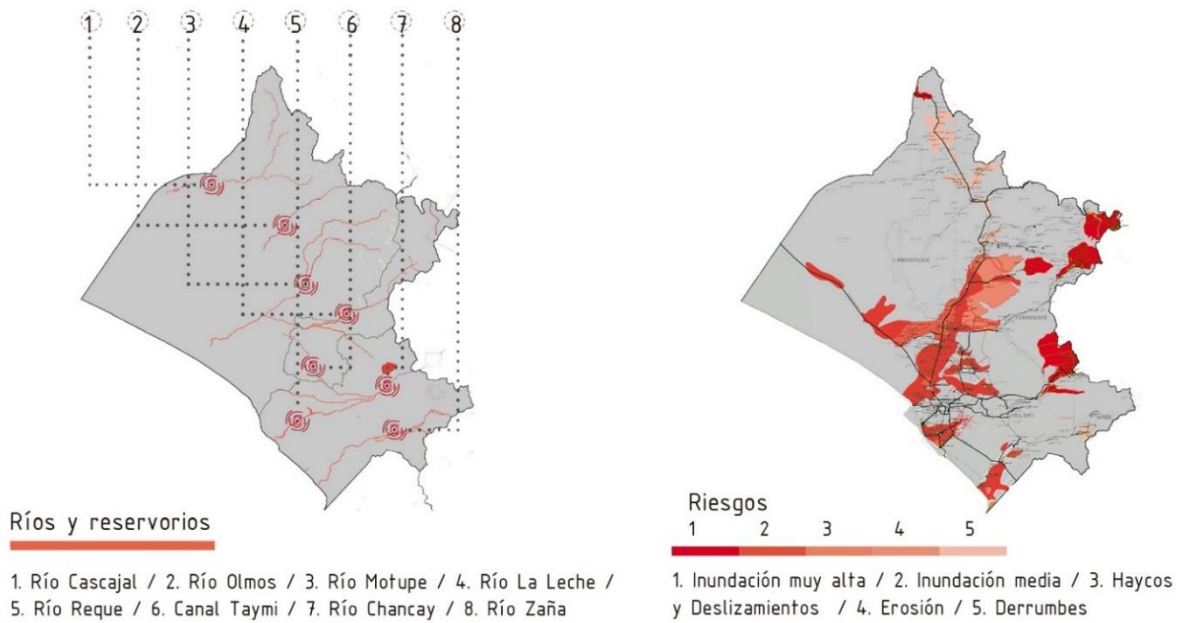 1 2 3 4 5 6 7 8
Ríos y reservorios
1. Río Cascajal / 2. Río Olmos / 3. Río Motupe / 4. Río La Leche /
5. Río Reque / 6. Canal Taymi / 7. Río Chancay / 8. Río Zaña
LAMBAYEQUE
Riesgos
1 2 3 4 5
1. Inundación muy alta / 2. Inundación media / 3. Haycos
y Deslizamientos / 4. Erosión / 5. Derrumbes